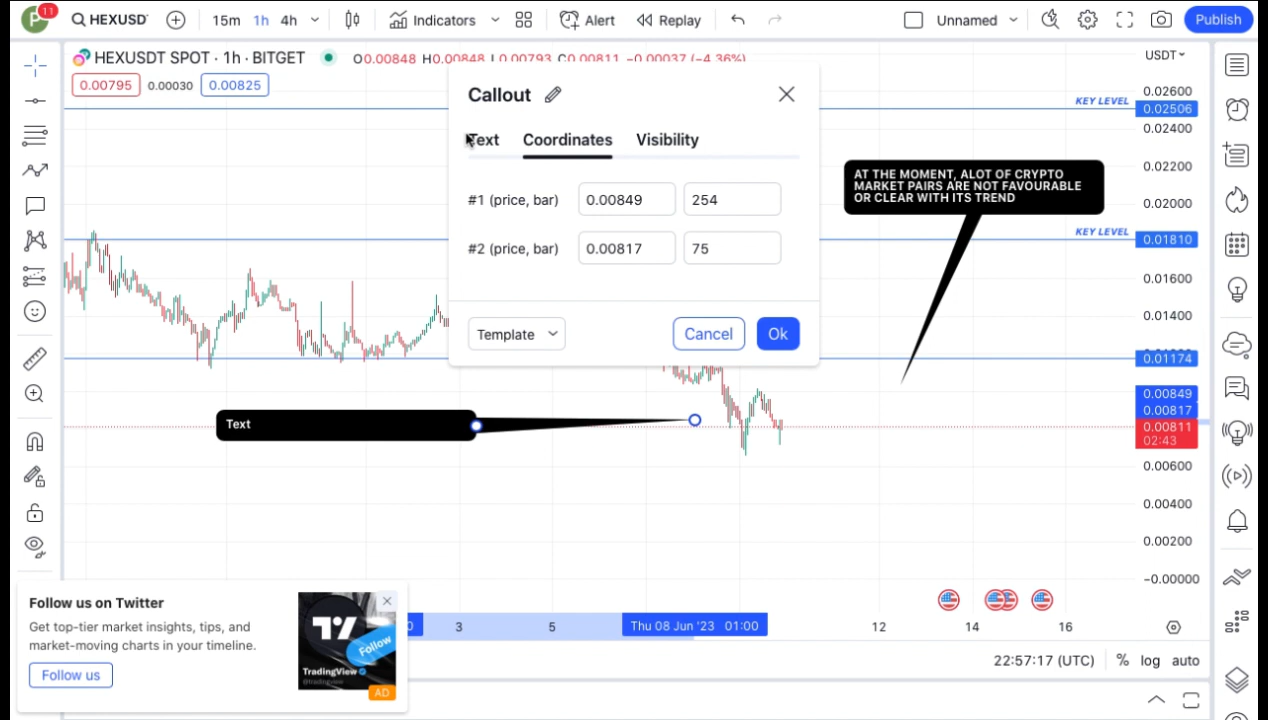 P
11
HEXUSD
15m 1h 4h
Indicators
Alert
Replay
Unnamed
Publish
HEXUSDT SPOT · 1h · BITGET
O0.00848 H0.00848 L0.00793 C0.00811 −0.00037 (−4.36%)
0.00795 0.00030 0.00825
USDT
Callout
Text Coordinates Visibility
#1 (price, bar) 0.00849 254
#2 (price, bar) 0.00817 75
Template Cancel Ok
AT THE MOMENT, ALOT OF CRYPTO
MARKET PAIRS ARE NOT FAVOURABLE
OR CLEAR WITH ITS TREND
Text
0.02600
KEY LEVEL 0.02506
0.02400
0.02200
0.02000
KEY LEVEL 0.01810
0.01600
0.01400
0.01174
0.00849
0.00817
0.00811
02:43
0.00600
0.00400
0.00200
−0.00000
0 3 5 Thu 08 Jun '23 01:00 12 14 16
22:57:17 (UTC) % log auto
Follow us on Twitter
Get top-tier market insights, tips, and
market-moving charts in your timeline.
Follow us
Follow
TradingView
@tradingview
AD